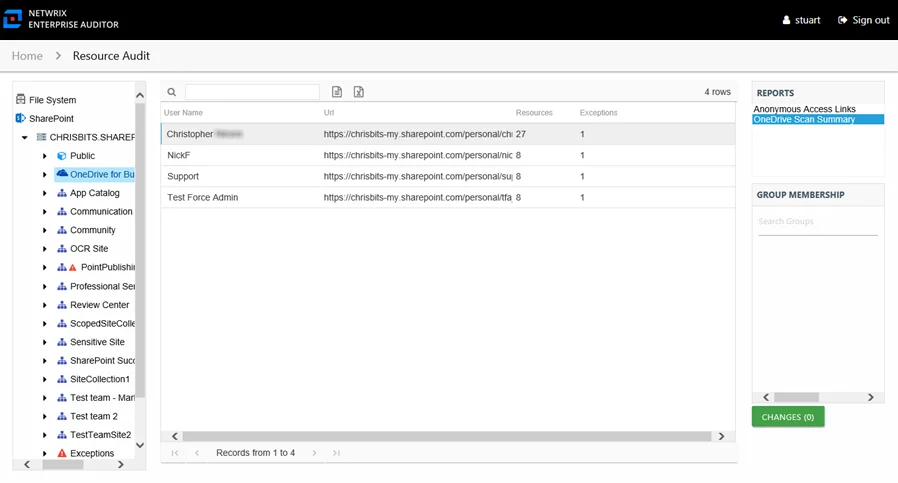 NETWRIX
ENTERPRISE AUDITOR
stuart
Sign out
Home > Resource Audit
File System
SharePoint
CHRISBITS.SHAREP
Public
OneDrive for Bu
App Catalog
Communication
Community
OCR Site
PointPublishin
Professional Ser
Review Center
ScopedSiteColle
Sensitive Site
SharePoint Succ
SiteCollection1
Test team - Mar
Test team 2
TestTeamSite2
Exceptions
4 rows
User Name Url Resources Exceptions
Christopher https://chrisbits-my.sharepoint.com/personal/chr 27 1
NickF https://chrisbits-my.sharepoint.com/personal/nic 8 1
Support https://chrisbits-my.sharepoint.com/personal/sup 8 1
Test Force Admin https://chrisbits-my.sharepoint.com/personal/tfa 8 1
Records from 1 to 4
REPORTS
Anonymous Access Links
OneDrive Scan Summary
GROUP MEMBERSHIP
Search Groups
CHANGES (0)